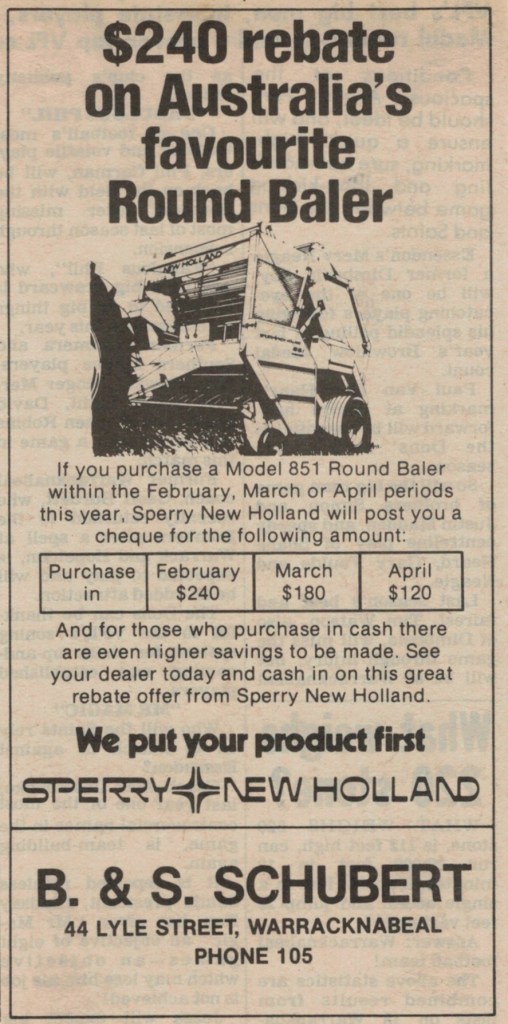 $240 rebate
on Australia's
favourite
Round Baler
NEW HOLLAND
If you purchase a Model 851 Round Baler
within the February, March or April periods
this year, Sperry New Holland will post you a
cheque for the following amount:
Purchase in February $240 March $180 April $120
And for those who purchase in cash there
are even higher savings to be made. See
your dealer today and cash in on this great
rebate offer from Sperry New Holland.
We put your product first
SPERRY NEW HOLLAND
B. & S. SCHUBERT
44 LYLE STREET, WARRACKNABEAL
PHONE 105